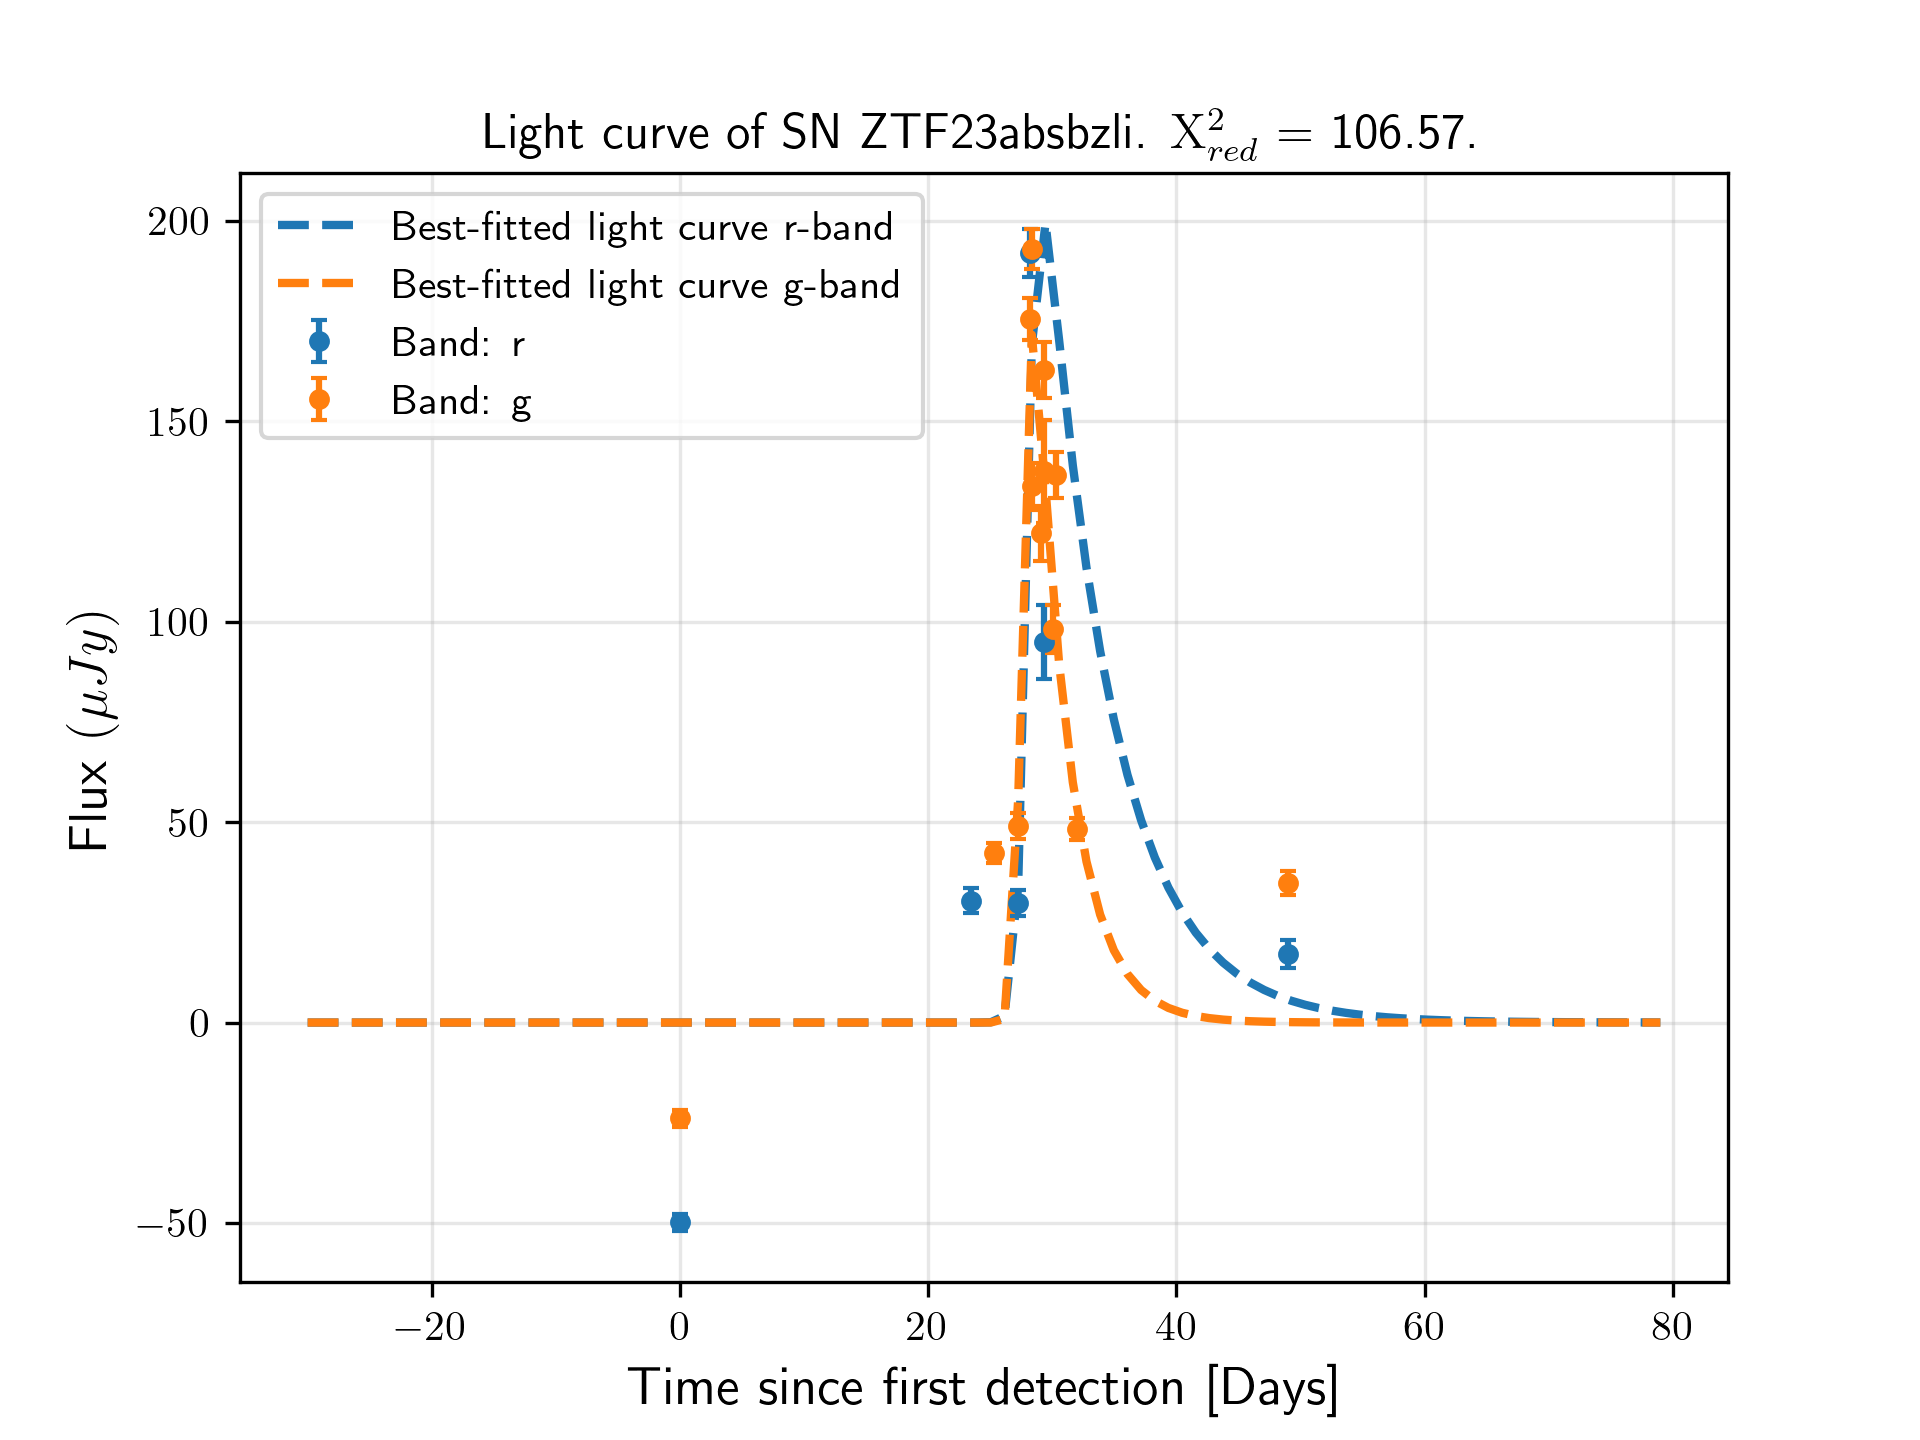 Light curve of SN ZTF23absbzli. X²_red = 106.57.
Best-fitted light curve r-band
Best-fitted light curve g-band
Band: r
Band: g
Flux (μJy)
200
150
100
50
0
−50
−20 0 20 40 60 80
Time since first detection [Days]